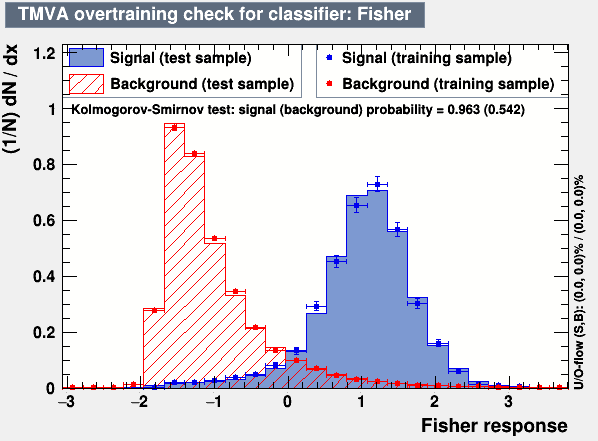 TMVA overtraining check for classifier: Fisher
(1/N) dN / dx
1.2
1
0.8
0.6
0.4
0.2
0
Signal (test sample)
Signal (training sample)
Background (test sample)
Background (training sample)
Kolmogorov-Smirnov test: signal (background) probability = 0.963 (0.542)
U/O-flow (S,B): (0.0, 0.0)% / (0.0, 0.0)%
−3 −2 −1 0 1 2 3
Fisher response